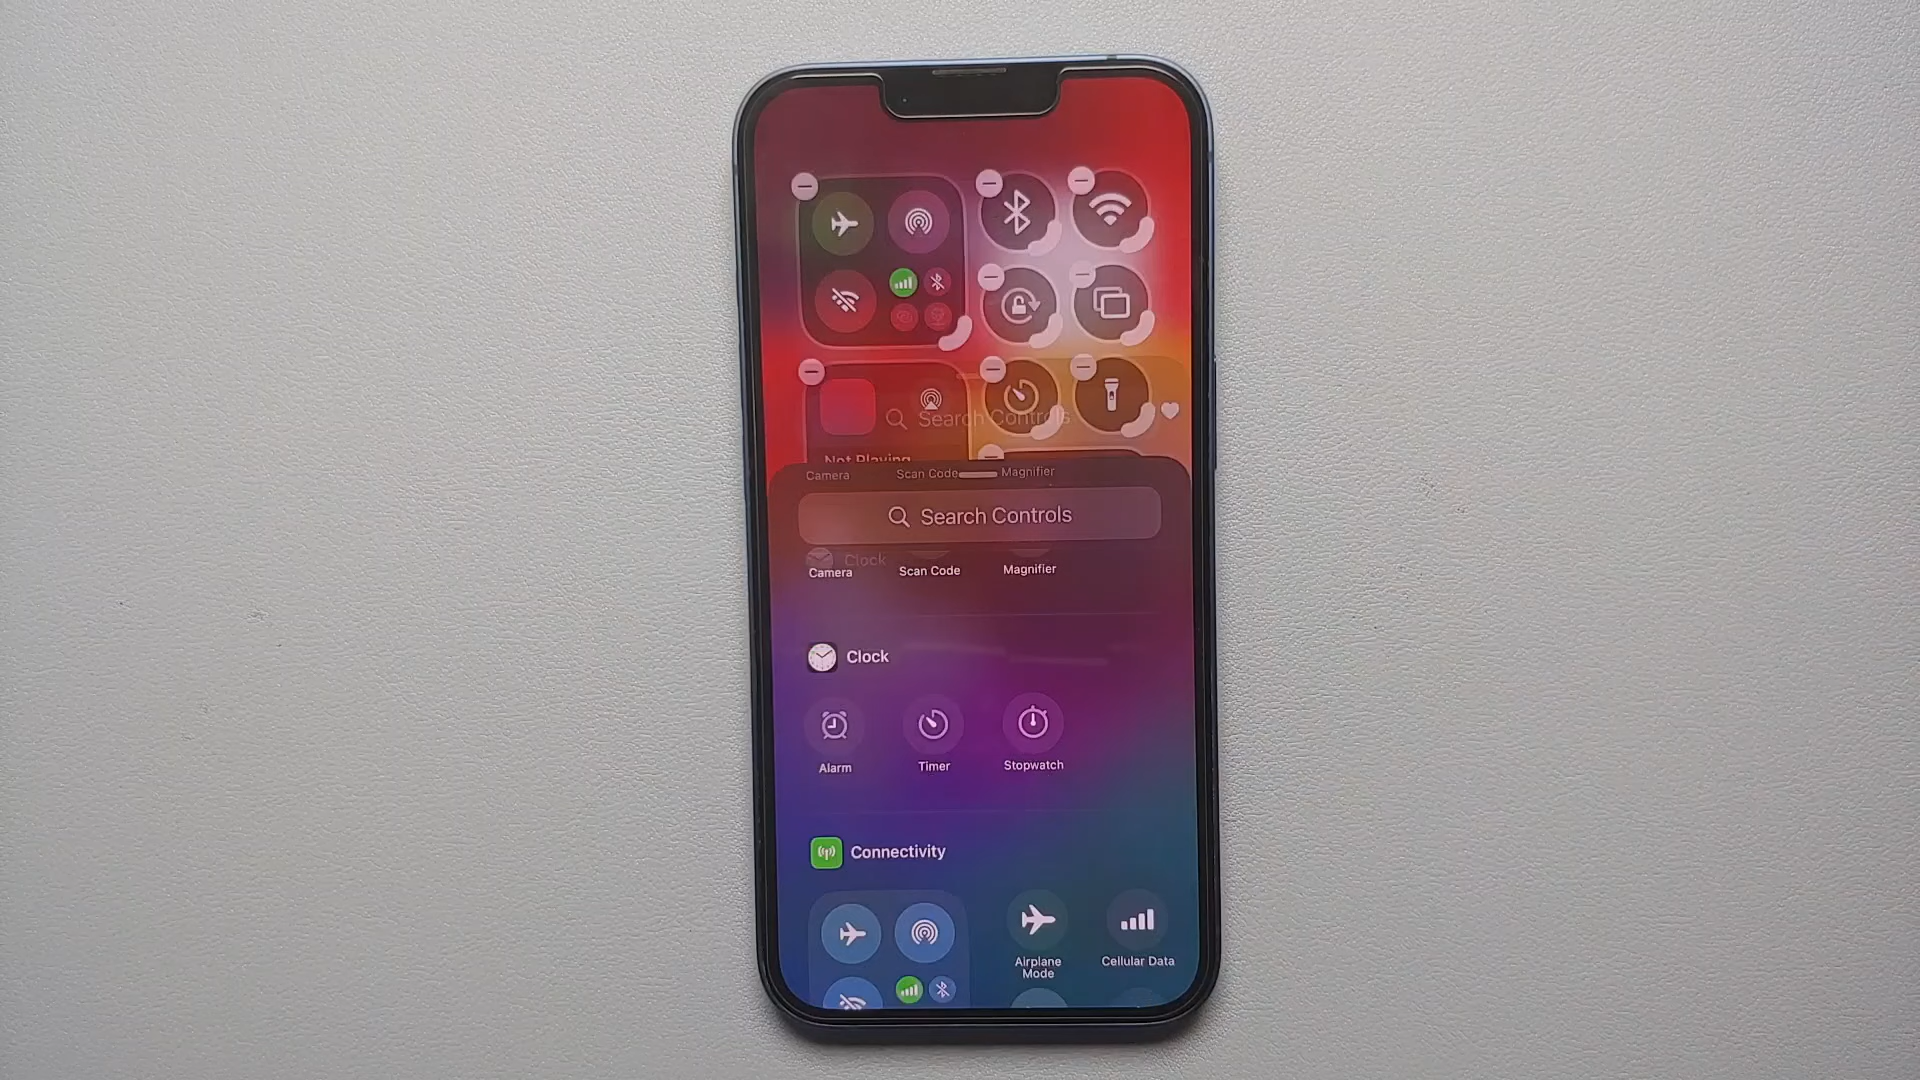 Search Controls
Not Playing
Camera Scan Code Magnifier
Search Controls
Clock
Camera Scan Code Magnifier
Clock
Alarm Timer Stopwatch
Connectivity
Airplane
Mode
Cellular Data